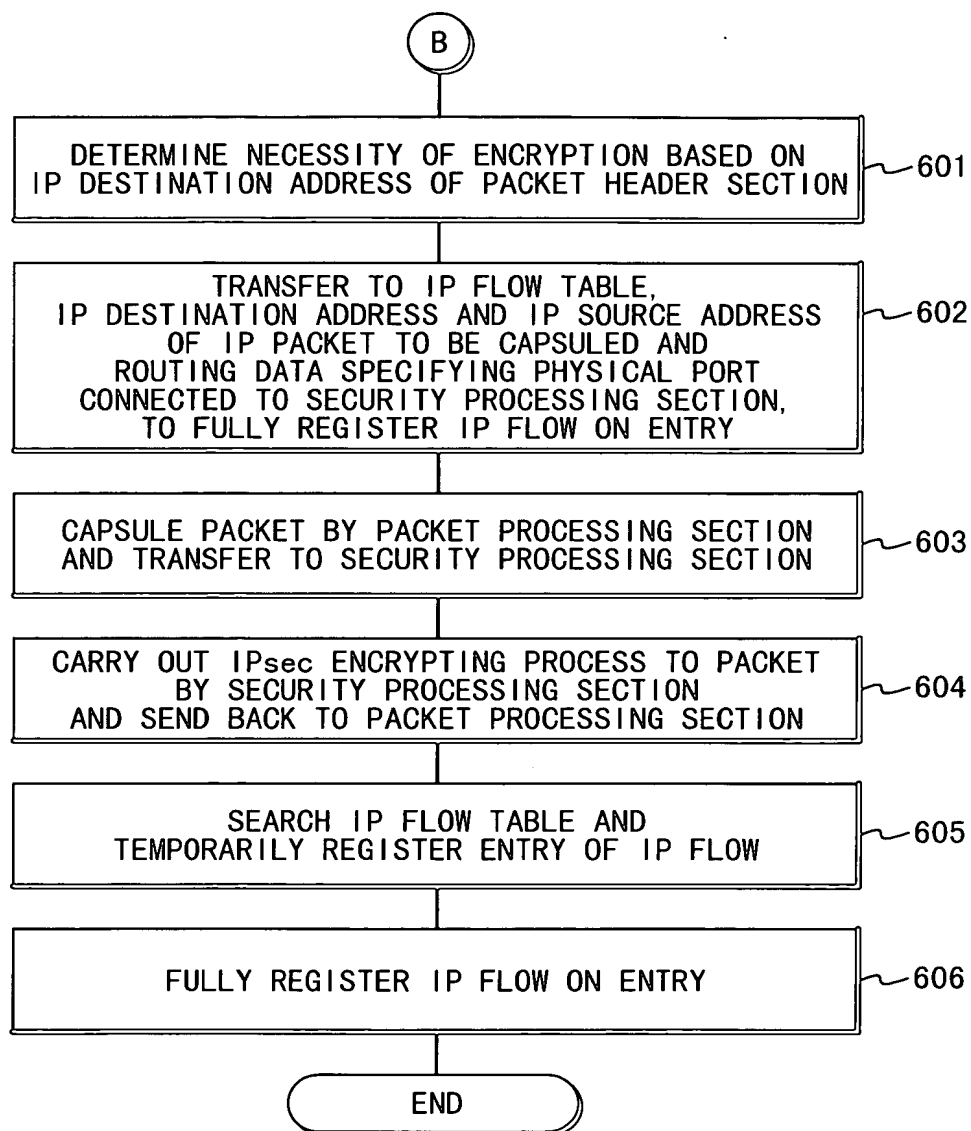 B
DETERMINE NECESSITY OF ENCRYPTION BASED ON
IP DESTINATION ADDRESS OF PACKET HEADER SECTION
601
TRANSFER TO IP FLOW TABLE,
IP DESTINATION ADDRESS AND IP SOURCE ADDRESS
OF IP PACKET TO BE CAPSULED AND
ROUTING DATA SPECIFYING PHYSICAL PORT
CONNECTED TO SECURITY PROCESSING SECTION,
TO FULLY REGISTER IP FLOW ON ENTRY
602
CAPSULE PACKET BY PACKET PROCESSING SECTION
AND TRANSFER TO SECURITY PROCESSING SECTION
603
CARRY OUT IPsec ENCRYPTING PROCESS TO PACKET
BY SECURITY PROCESSING SECTION
AND SEND BACK TO PACKET PROCESSING SECTION
604
SEARCH IP FLOW TABLE AND
TEMPORARILY REGISTER ENTRY OF IP FLOW
605
FULLY REGISTER IP FLOW ON ENTRY
606
END